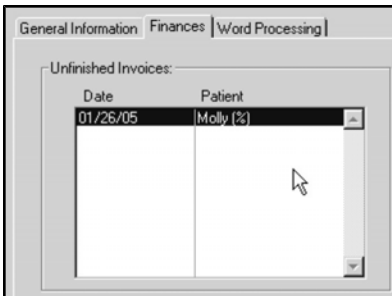 General Information Finances Word Processing
Unfinished Invoices:
Date Patient
01/26/05 Molly (%)